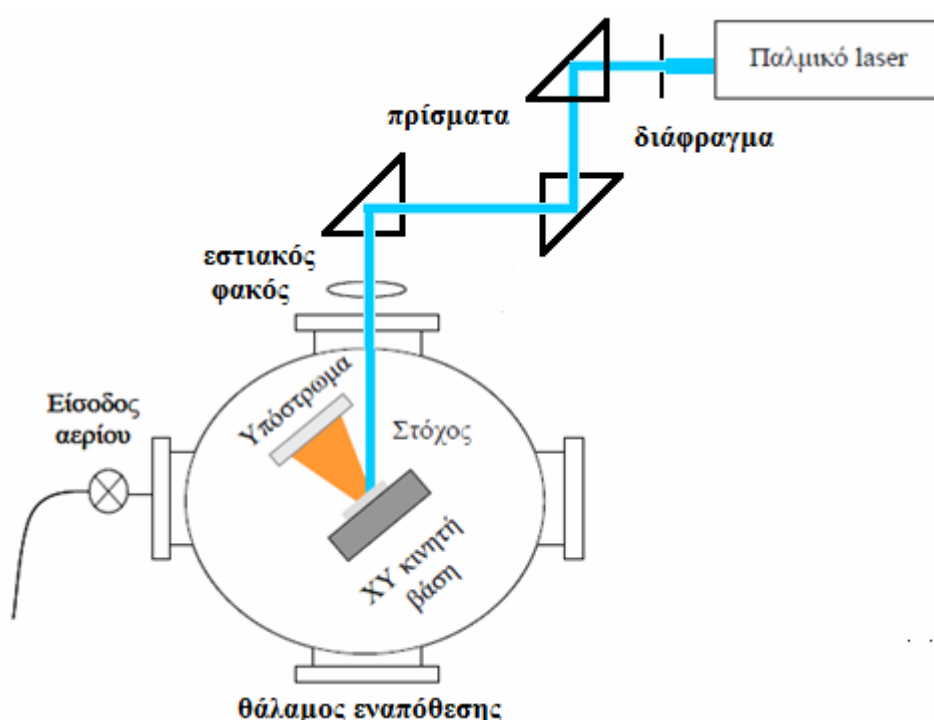 Παλμικό laser
πρίσματα
διάφραγμα
εστιακός
φακός
Υπόστρωμα
Στόχος
Είσοδος
αερίου
XY κινητή
βάση
θάλαμος εναπόθεσης